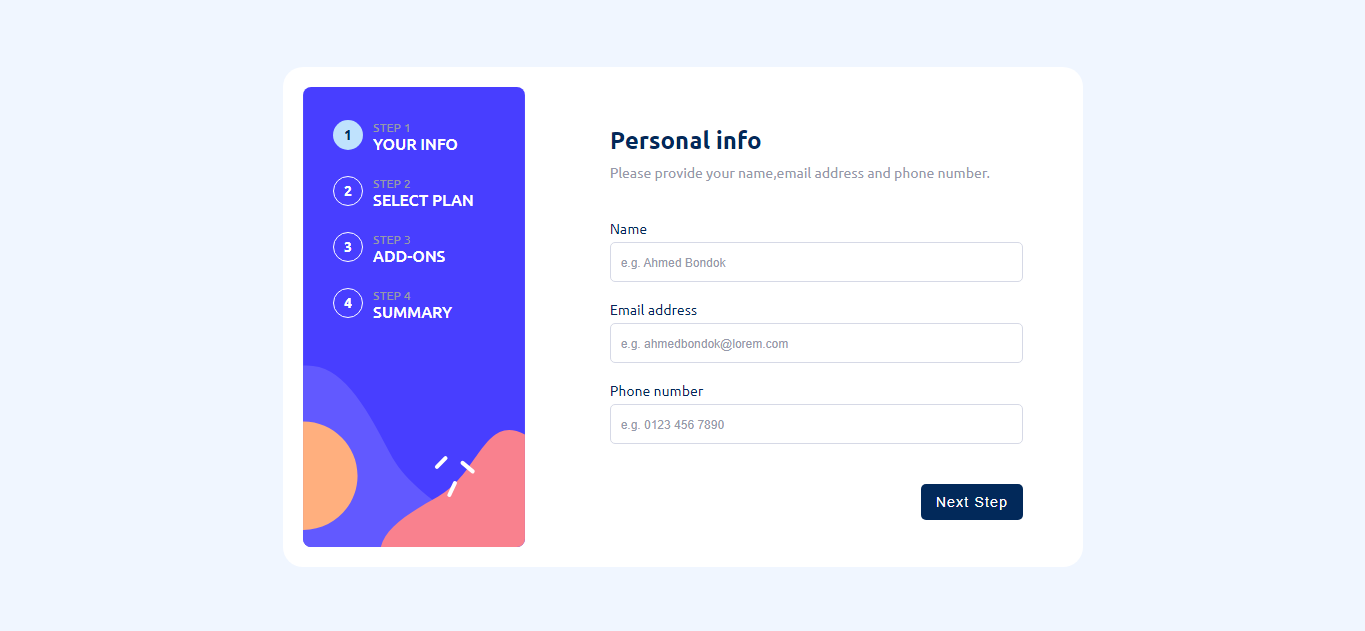 1
STEP 1
YOUR INFO
2
STEP 2
SELECT PLAN
3
STEP 3
ADD-ONS
4
STEP 4
SUMMARY
Personal info
Please provide your name,email address and phone number.
Name
e.g. Ahmed Bondok
Email address
e.g. ahmedbondok@lorem.com
Phone number
e.g. 0123 456 7890
Next Step